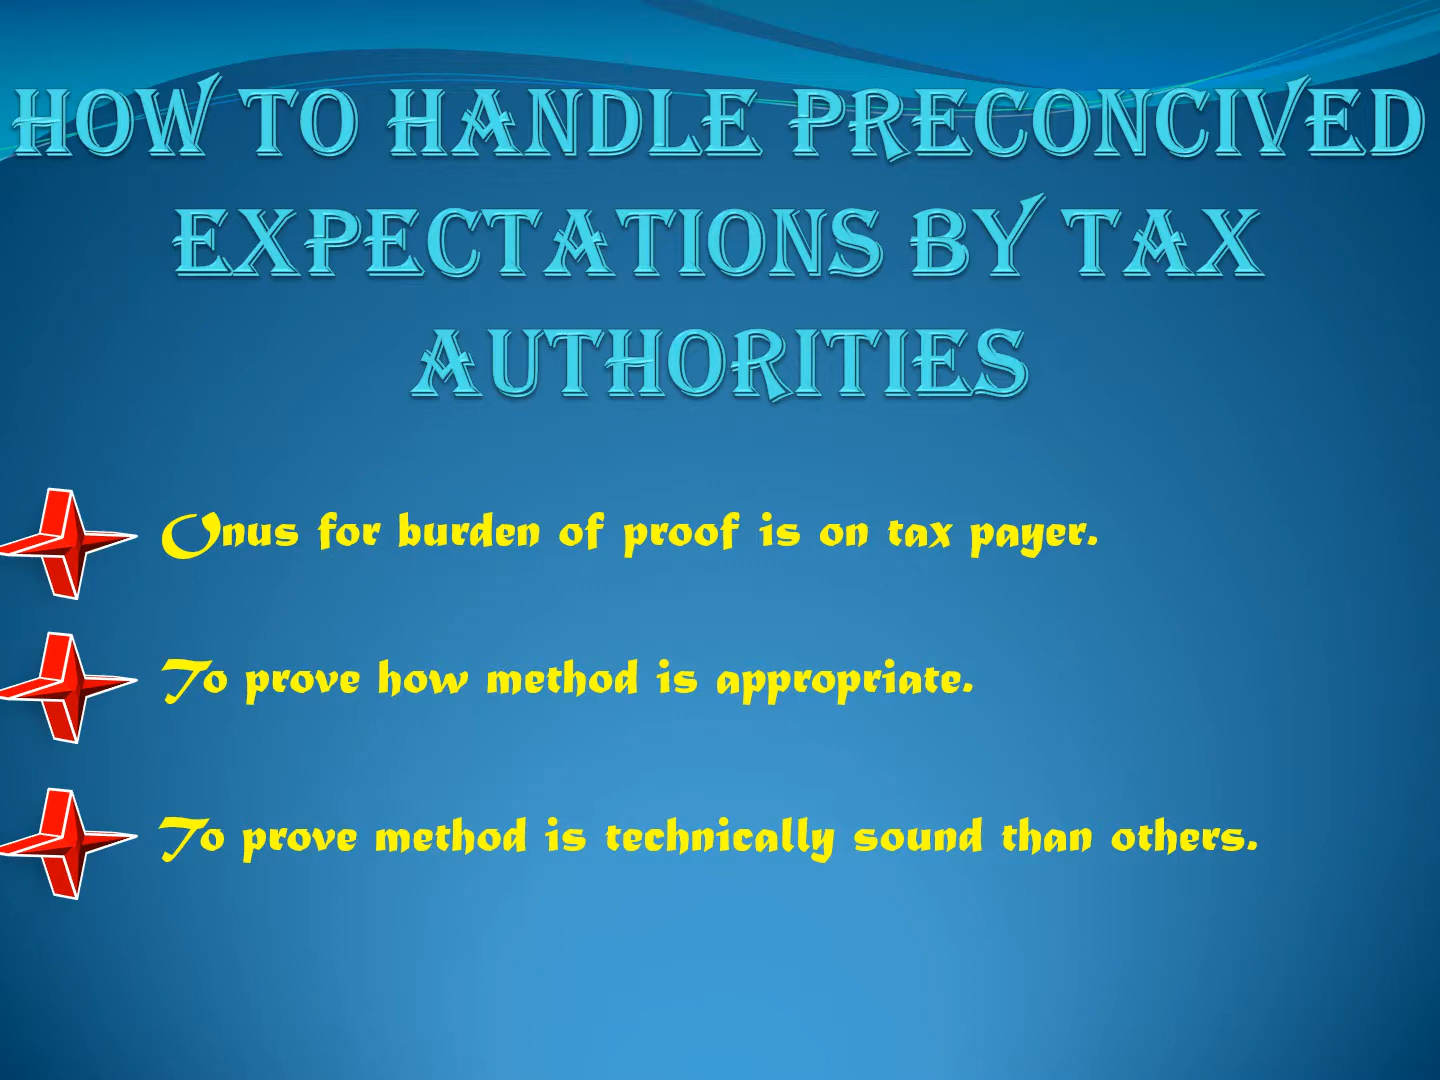 HOW TO HANDLE PRECONCIVED
EXPECTATIONS BY TAX
AUTHORITIES
Onus for burden of proof is on tax payer.
To prove how method is appropriate.
To prove method is technically sound than others.